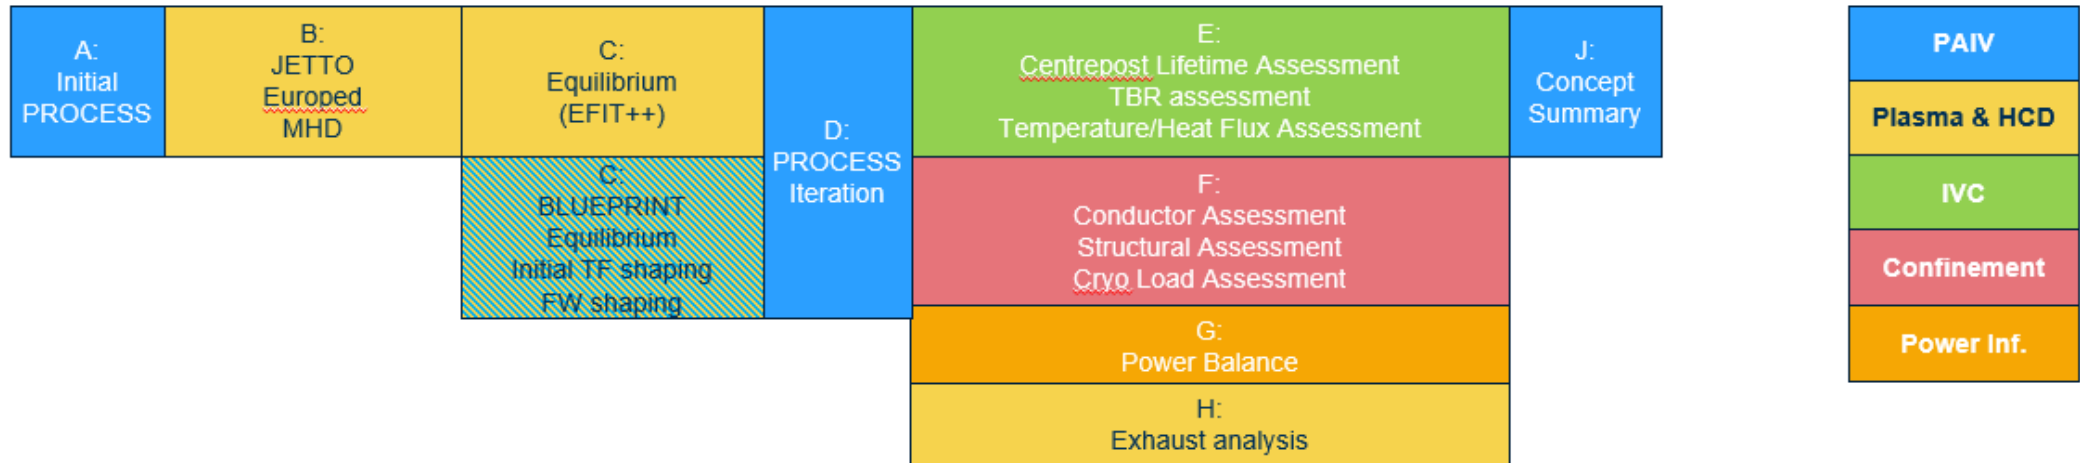 A:
Initial
PROCESS
B:
JETTO
Europed
MHD
C:
Equilibrium
(EFIT++)
C:
BLUEPRINT
Equilibrium
Initial TF shaping
FW shaping
D:
PROCESS
Iteration
E:
Centrepost Lifetime Assessment
TBR assessment
Temperature/Heat Flux Assessment
F:
Conductor Assessment
Structural Assessment
Cryo Load Assessment
G:
Power Balance
H:
Exhaust analysis
J:
Concept
Summary
PAIV
Plasma & HCD
IVC
Confinement
Power Inf.